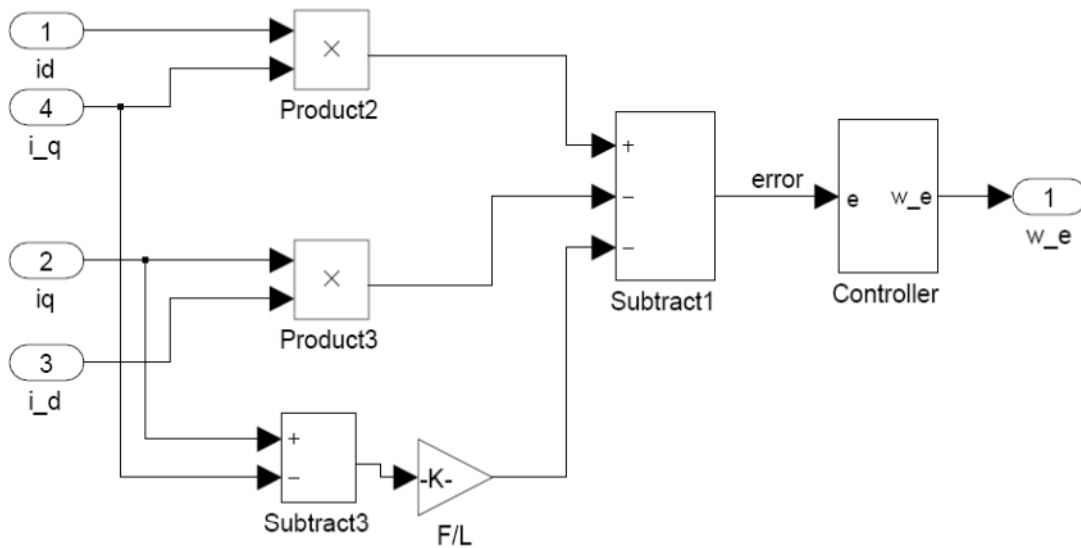 1
id
×
Product2
4
i_q
+
−
−
Subtract1
error
e
w_e
Controller
1
w_e
2
iq
×
Product3
3
i_d
+
−
Subtract3
-K-
F/L